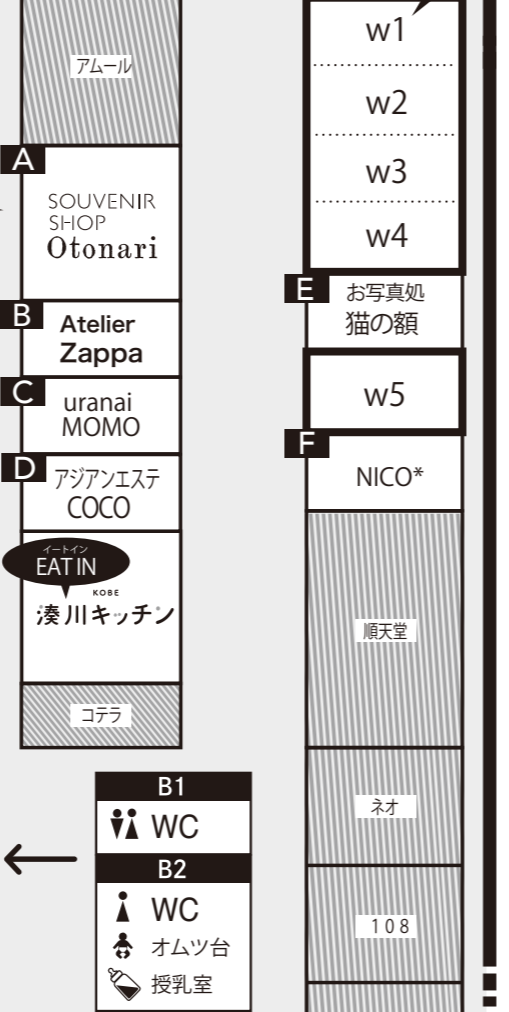 アムール
A
SOUVENIR
SHOP
Otonari
B
Atelier
Zappa
C
uranai
MOMO
D
アジアンエステ
COCO
イートイン
EAT IN
KOBE
湊川キッチン
コテラ
B1
WC
B2
WC
オムツ台
授乳室
w1
w2
w3
w4
E
お写真処
猫の額
w5
F
NICO*
順天堂
ネオ
108